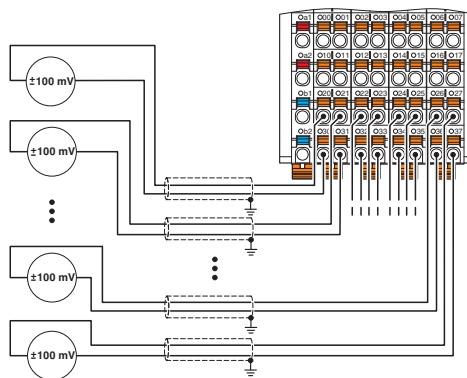 a1 00 01 02 03 04 05 06 07
a2 10 11 12 13 14 15 16 17
b1 20 21 22 23 24 25 26 27
b2 30 31 32 33 34 35 36 37
±100 mV
±100 mV
±100 mV
±100 mV